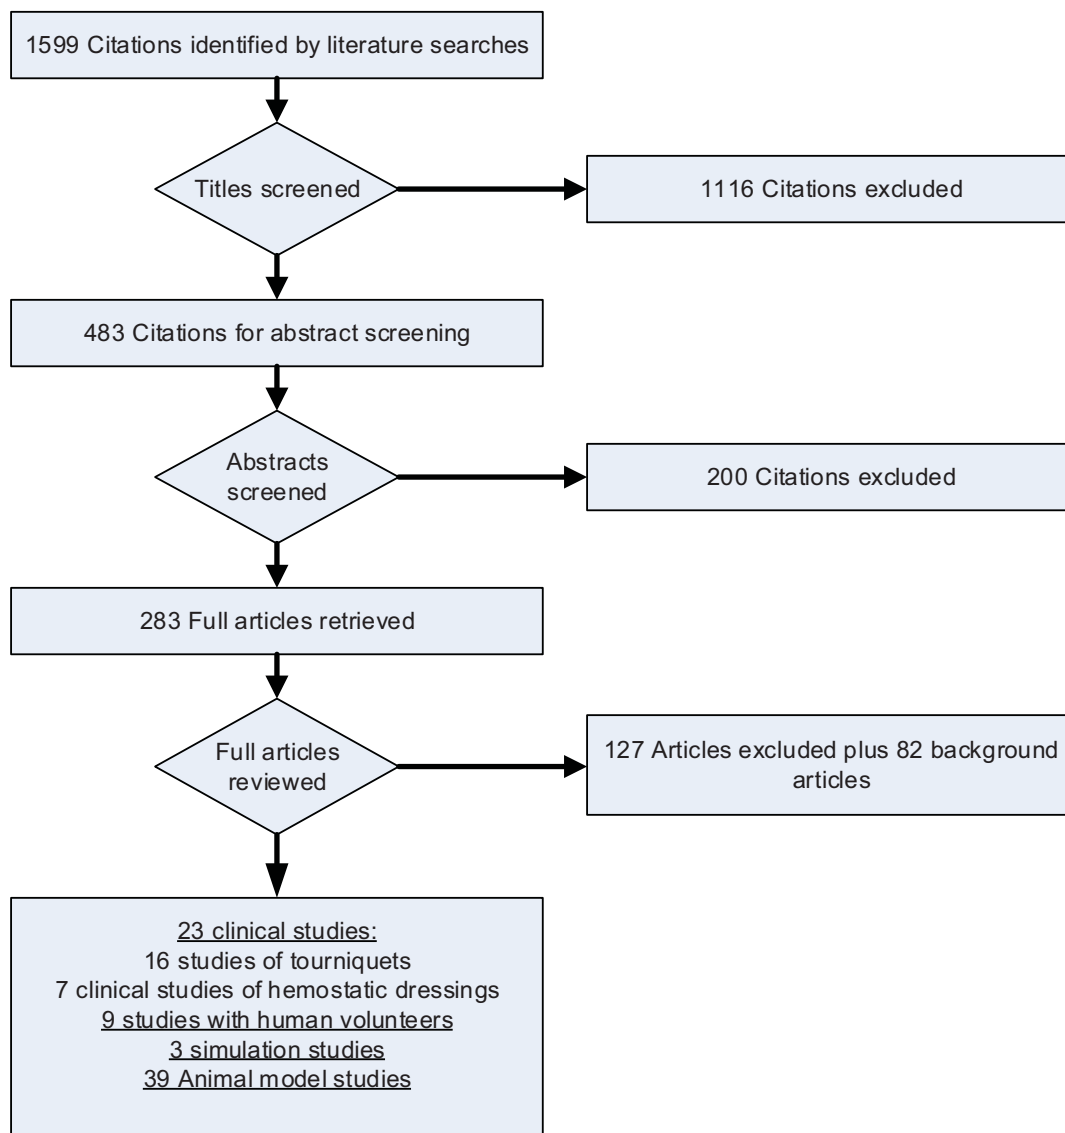 1599 Citations identified by literature searches
Titles screened
1116 Citations excluded
483 Citations for abstract screening
Abstracts
screened
200 Citations excluded
283 Full articles retrieved
Full articles
reviewed
127 Articles excluded plus 82 background
articles
23 clinical studies:
16 studies of tourniquets
7 clinical studies of hemostatic dressings
9 studies with human volunteers
3 simulation studies
39 Animal model studies